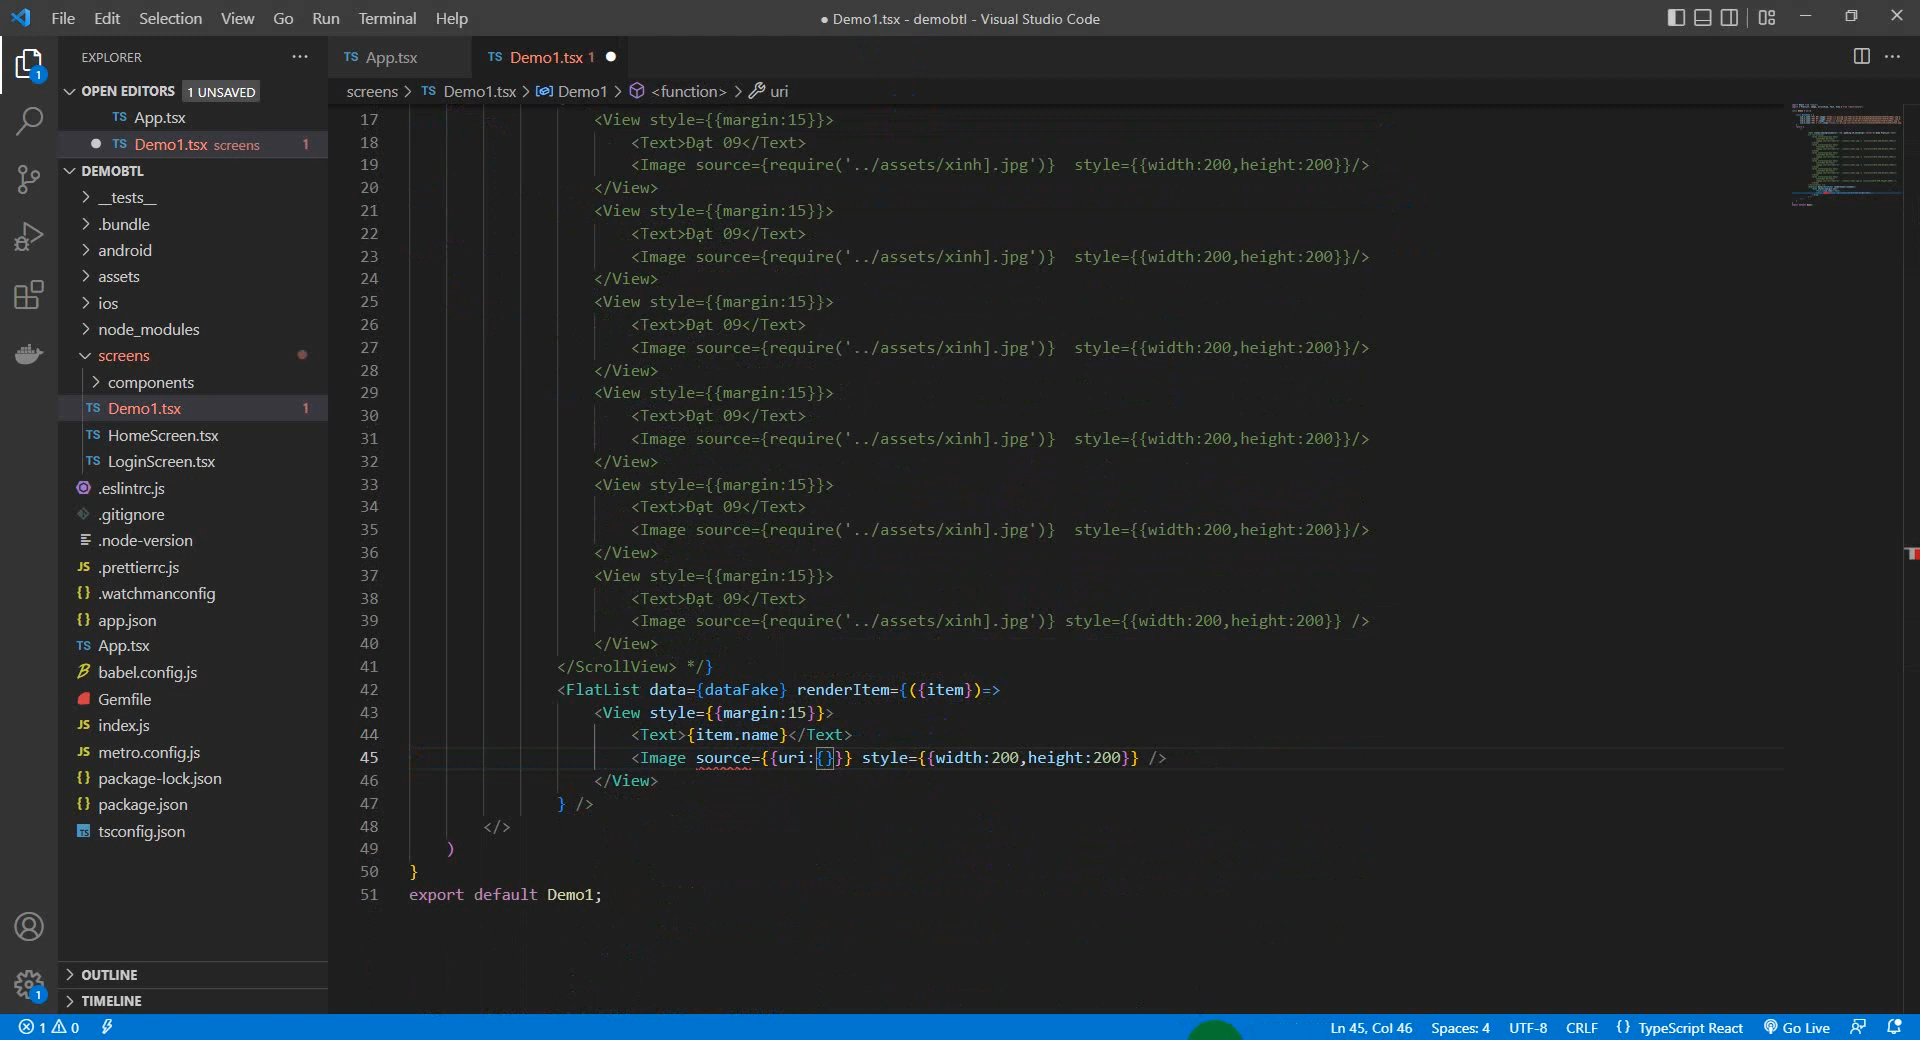 File Edit Selection View Go Run Terminal Help
● Demo1.tsx - demobtl - Visual Studio Code
EXPLORER
OPEN EDITORS 1 UNSAVED
TS App.tsx
TS Demo1.tsx screens 1
DEMOBTL
__tests__
.bundle
android
assets
ios
node_modules
screens
components
TS Demo1.tsx 1
TS HomeScreen.tsx
TS LoginScreen.tsx
.eslintrc.js
.gitignore
.node-version
JS .prettierrc.js
{} .watchmanconfig
{} app.json
TS App.tsx
babel.config.js
Gemfile
JS index.js
JS metro.config.js
{} package-lock.json
{} package.json
TS tsconfig.json
OUTLINE
TIMELINE
TS App.tsx
TS Demo1.tsx 1 ●
screens > TS Demo1.tsx > Demo1 > <function> > uri
17 <View style={{margin:15}}>
18 <Text>Đạt 09</Text>
19 <Image source={require('../assets/xinh].jpg')}  style={{width:200,height:200}}/>
20 </View>
21 <View style={{margin:15}}>
22 <Text>Đạt 09</Text>
23 <Image source={require('../assets/xinh].jpg')}  style={{width:200,height:200}}/>
24 </View>
25 <View style={{margin:15}}>
26 <Text>Đạt 09</Text>
27 <Image source={require('../assets/xinh].jpg')}  style={{width:200,height:200}}/>
28 </View>
29 <View style={{margin:15}}>
30 <Text>Đạt 09</Text>
31 <Image source={require('../assets/xinh].jpg')}  style={{width:200,height:200}}/>
32 </View>
33 <View style={{margin:15}}>
34 <Text>Đạt 09</Text>
35 <Image source={require('../assets/xinh].jpg')}  style={{width:200,height:200}}/>
36 </View>
37 <View style={{margin:15}}>
38 <Text>Đạt 09</Text>
39 <Image source={require('../assets/xinh].jpg')} style={{width:200,height:200}} />
40 </View>
41 </ScrollView> */}
42 <FlatList data={dataFake} renderItem={({item})=>
43 <View style={{margin:15}}>
44 <Text>{item.name}</Text>
45 <Image source={{uri:{}}} style={{width:200,height:200}} />
46 </View>
47 } />
48 </>
49 )
50 }
51 export default Demo1;
1
1
1 0
Ln 45, Col 46 Spaces: 4 UTF-8 CRLF {} TypeScript React Go Live